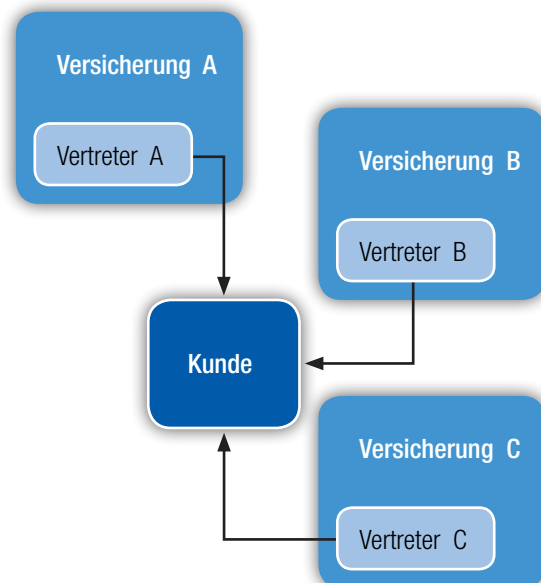 Versicherung A
Vertreter A
Versicherung B
Vertreter B
Kunde
Versicherung C
Vertreter C